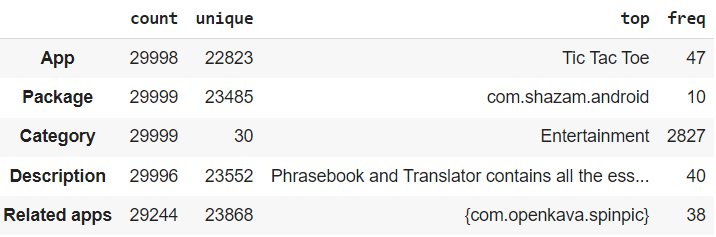 count unique top freq
App 29998 22823 Tic Tac Toe 47
Package 29999 23485 com.shazam.android 10
Category 29999 30 Entertainment 2827
Description 29996 23552 Phrasebook and Translator contains all the ess... 40
Related apps 29244 23868 {com.openkava.spinpic} 38